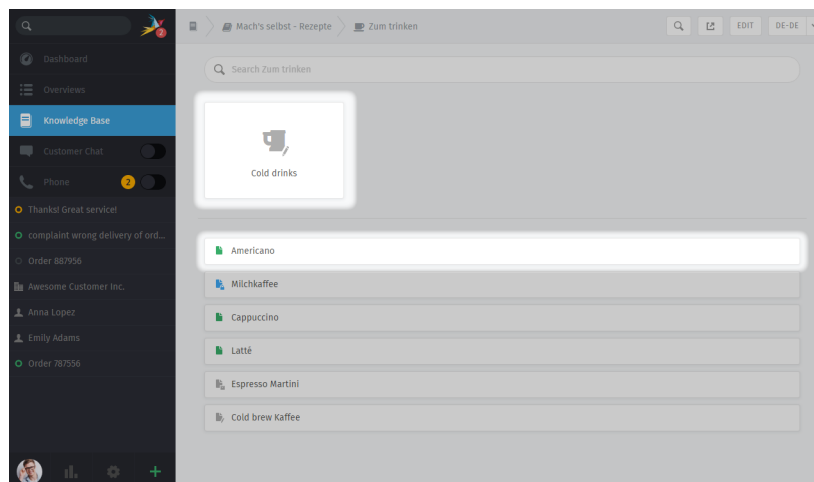 2
Mach's selbst - Rezepte
Zum trinken
EDIT
DE-DE
Dashboard
Overviews
Knowledge Base
Customer Chat
Phone
2
Thanks! Great service!
complaint wrong delivery of ord...
Order 887956
Awesome Customer Inc.
Anna Lopez
Emily Adams
Order 787556
Search Zum trinken
Cold drinks
Americano
Milchkaffee
Cappuccino
Latté
Espresso Martini
Cold brew Kaffee